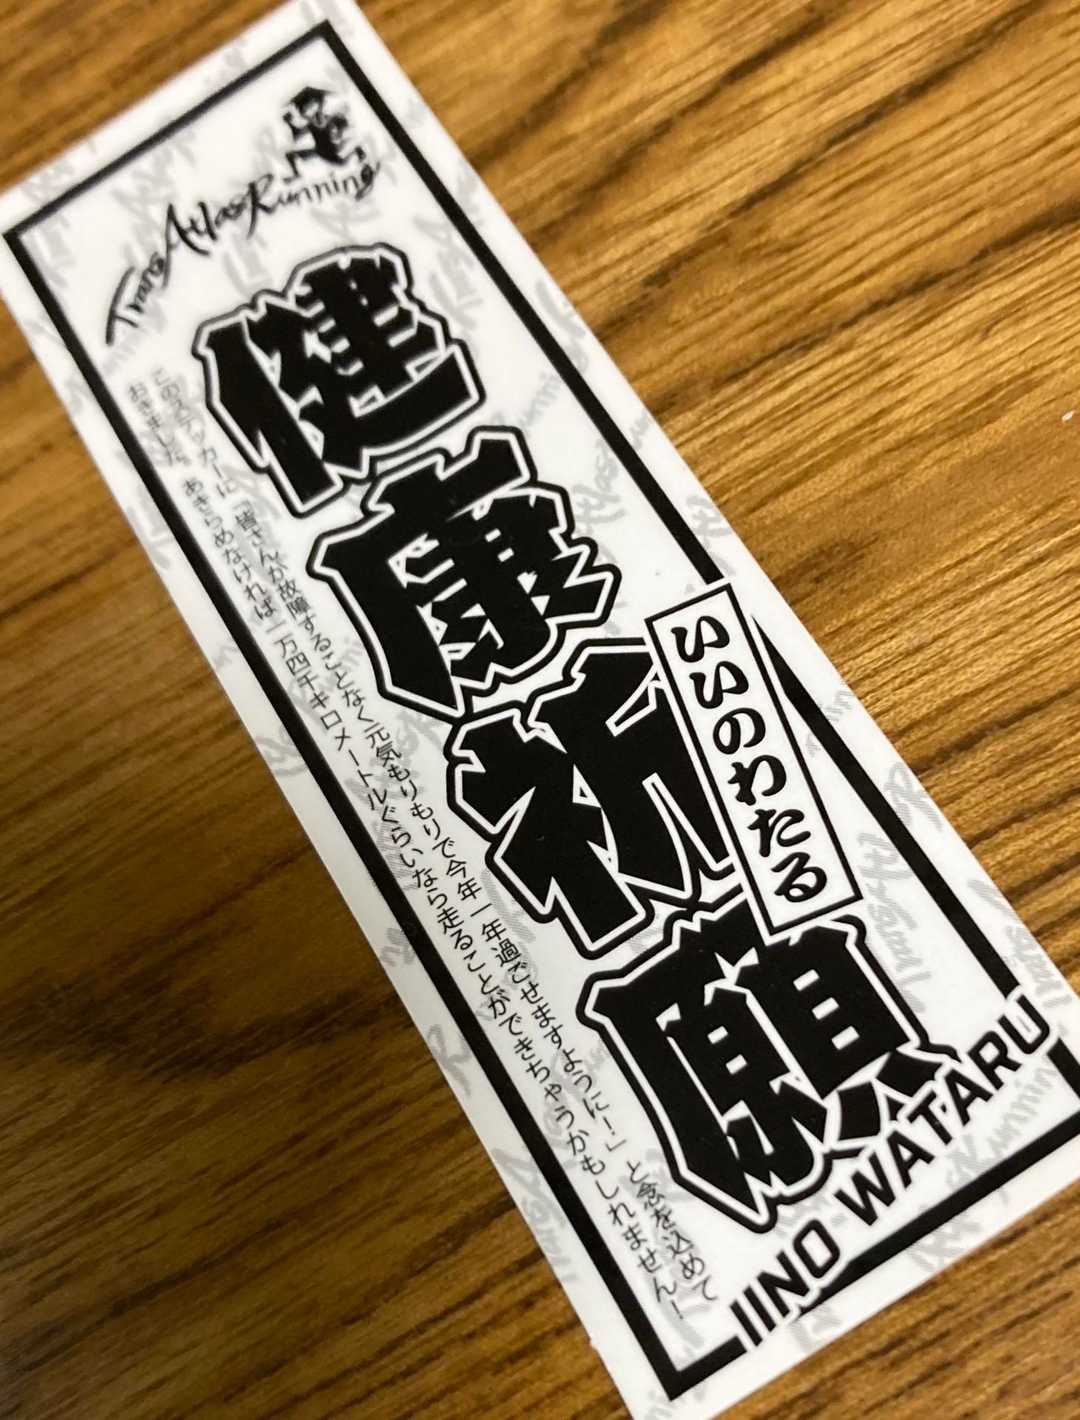 TransAtlasRunning
健康祈願
いいのわたる
このステッカーに「皆さんが故障することなく元気もりもりで今年一年過ごせますように！」と念を込めて
おきました。あきらめなければ一万四千キロメートルぐらいなら走ることができちゃうかもしれません！
IINO WATARU